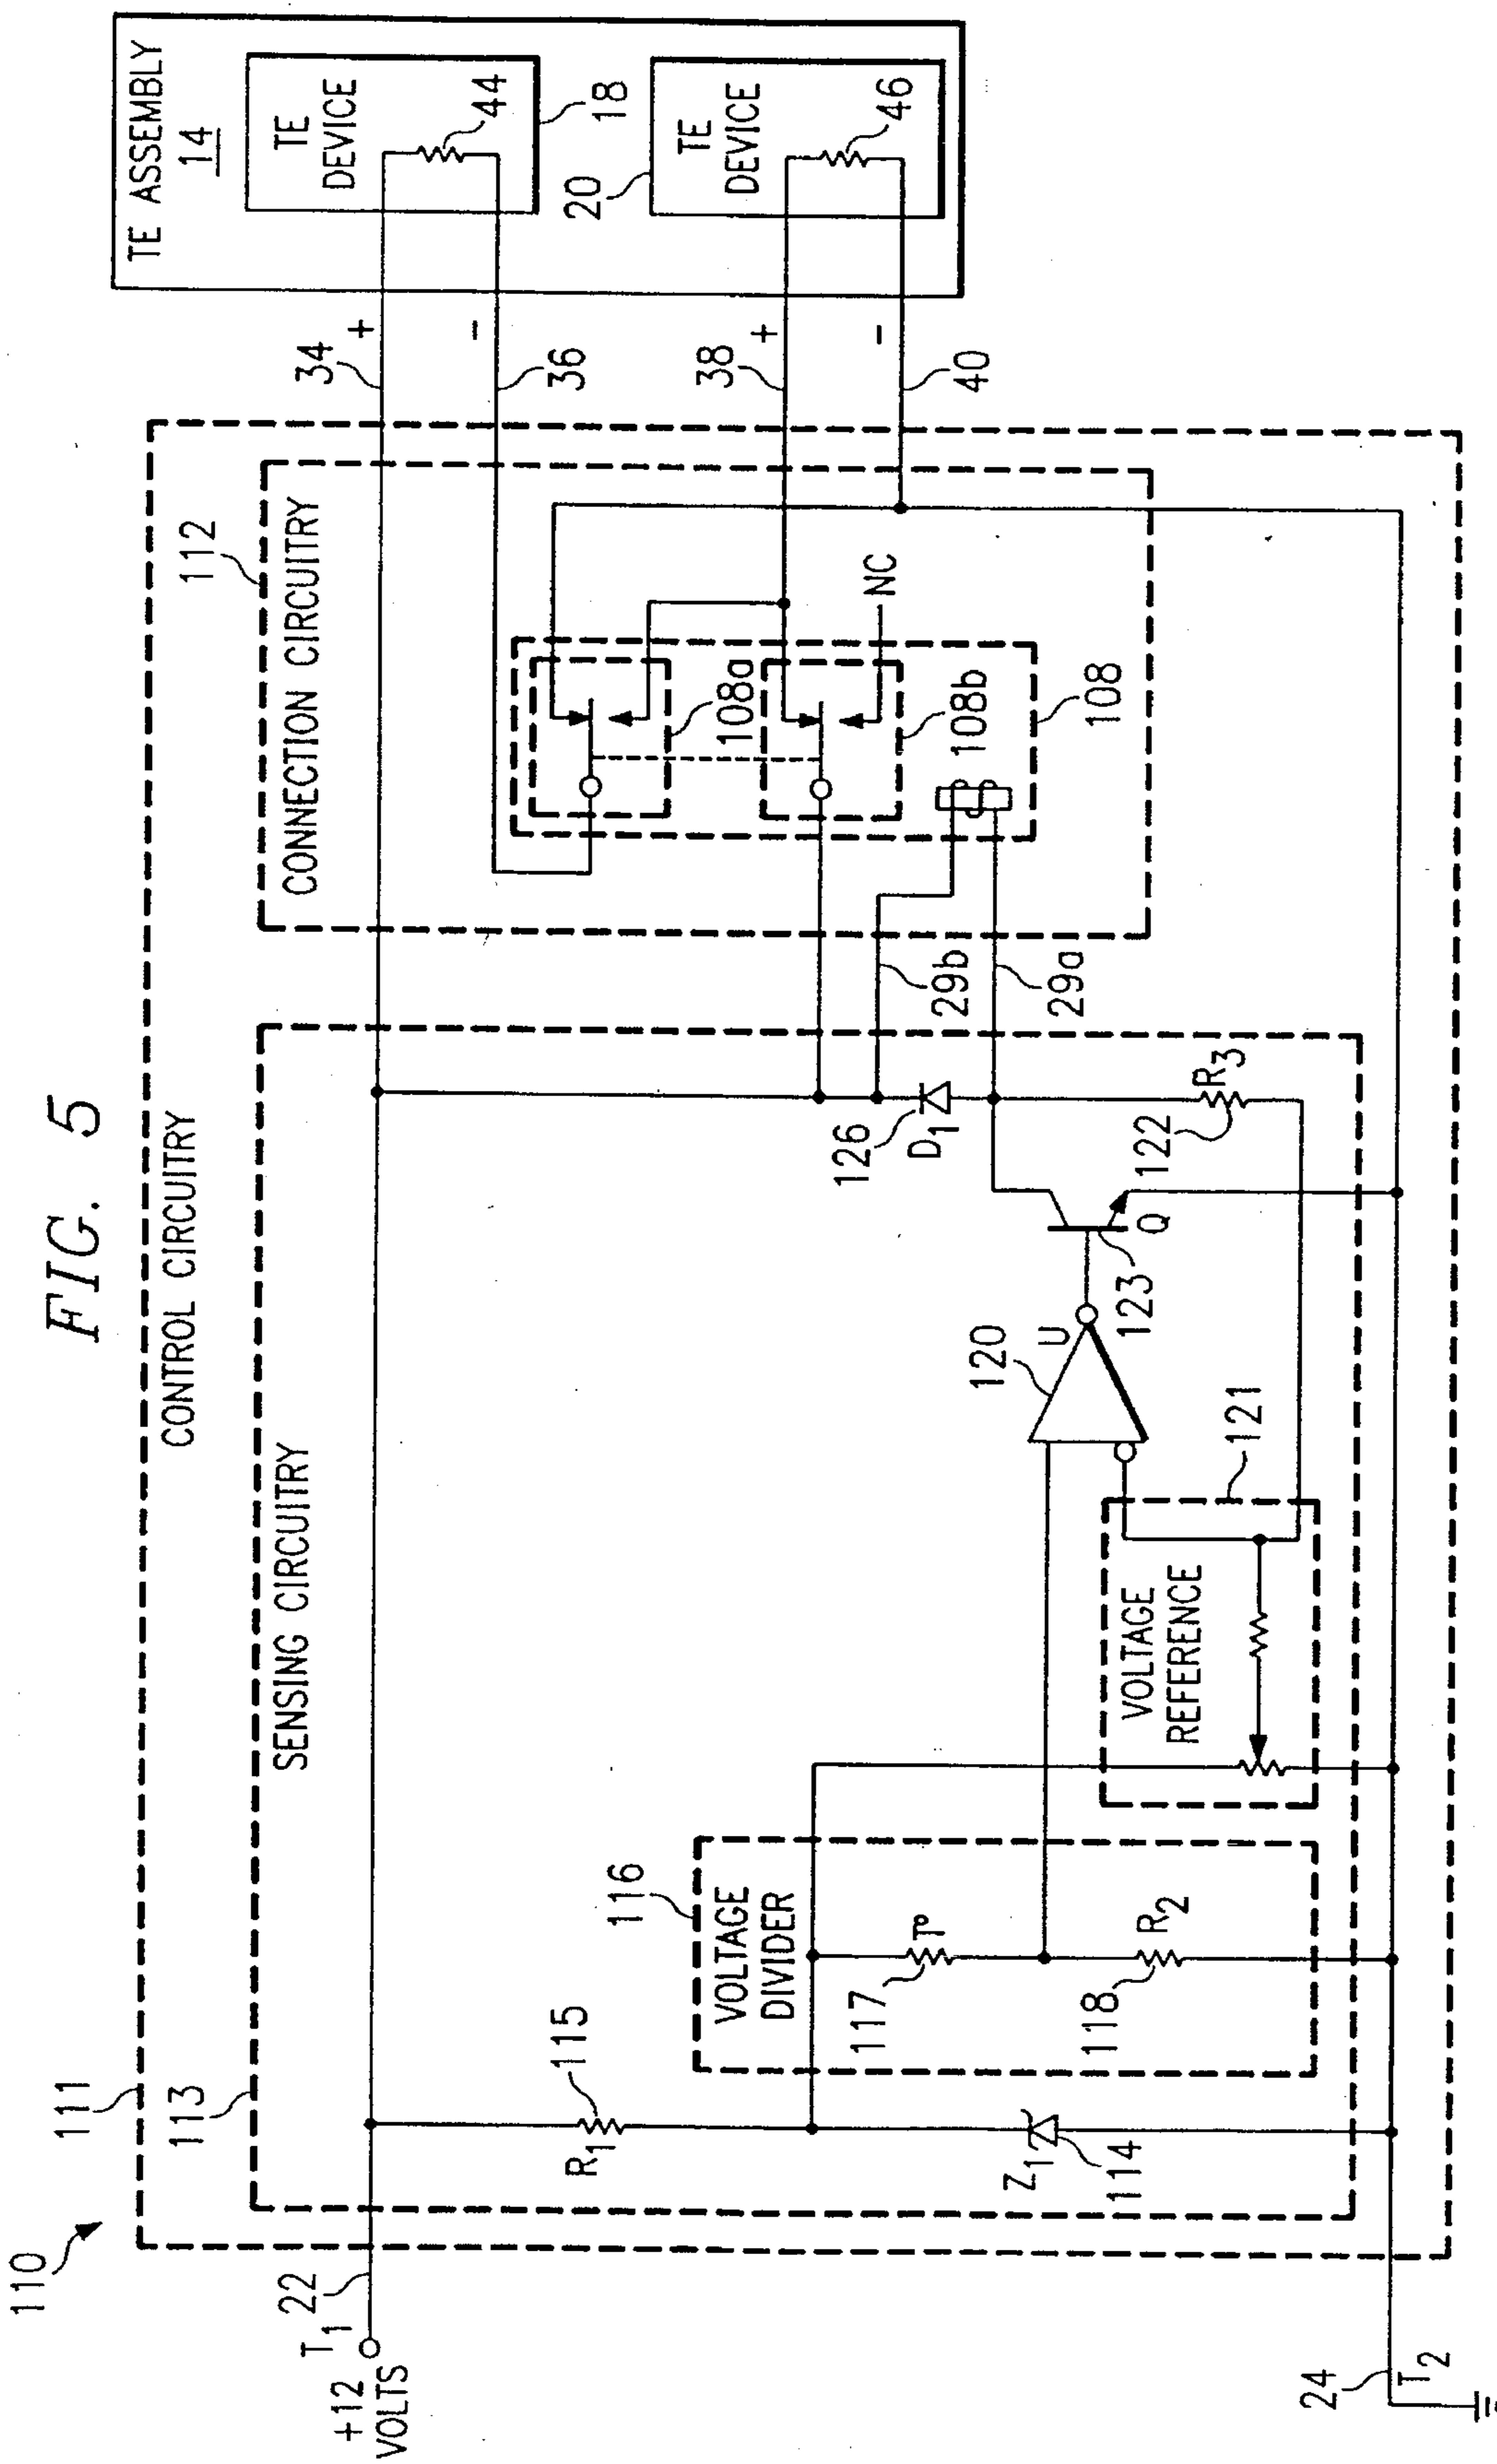 FIG. 5
110
111
CONTROL CIRCUITRY
113
SENSING CIRCUITRY
112
CONNECTION CIRCUITRY
TE ASSEMBLY
14
TE
DEVICE
44
18
20
TE
DEVICE
46
34
+
-
36
38
+
-
40
+12
VOLTS
T1
22
R1
115
Z1
114
116
VOLTAGE
DIVIDER
117
T°
118
R2
VOLTAGE
REFERENCE
121
120
U
123
Q
122
R3
126
D1
29b
29a
108a
108b
108
NC
24
T2